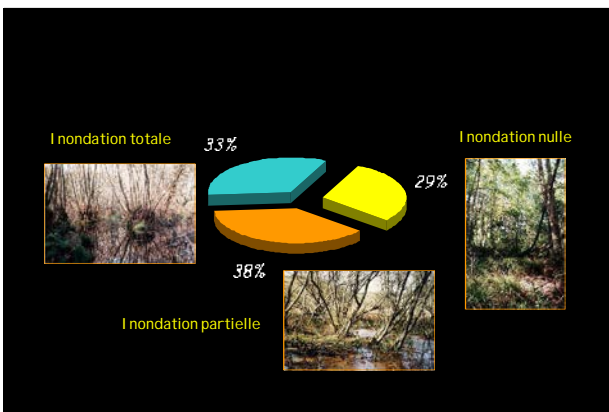 Inondation totale
33%
Inondation nulle
29%
38%
Inondation partielle